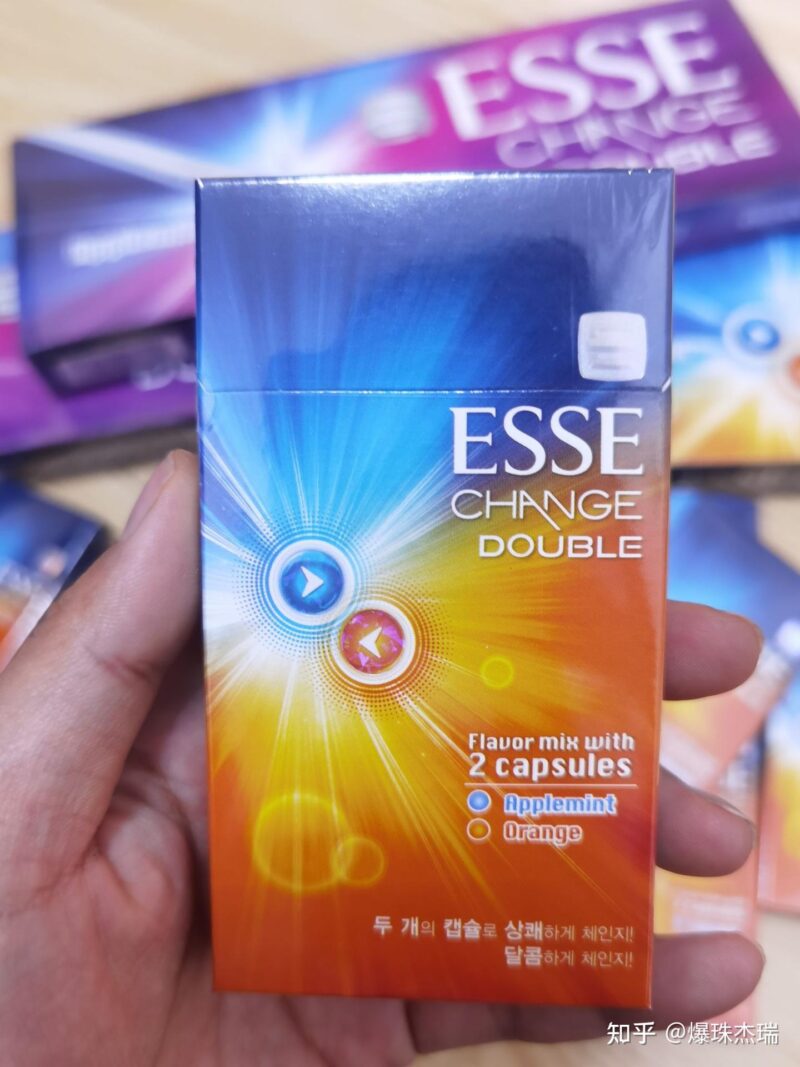 ESSE
CHANGE
DOUBLE
ESSE
CHANGE
DOUBLE
Flavor mix with
2 capsules
Applemint
Orange
두 개의 캡슐로 상쾌하게 체인지!
달콤하게 체인지!
知乎 @爆珠杰瑞